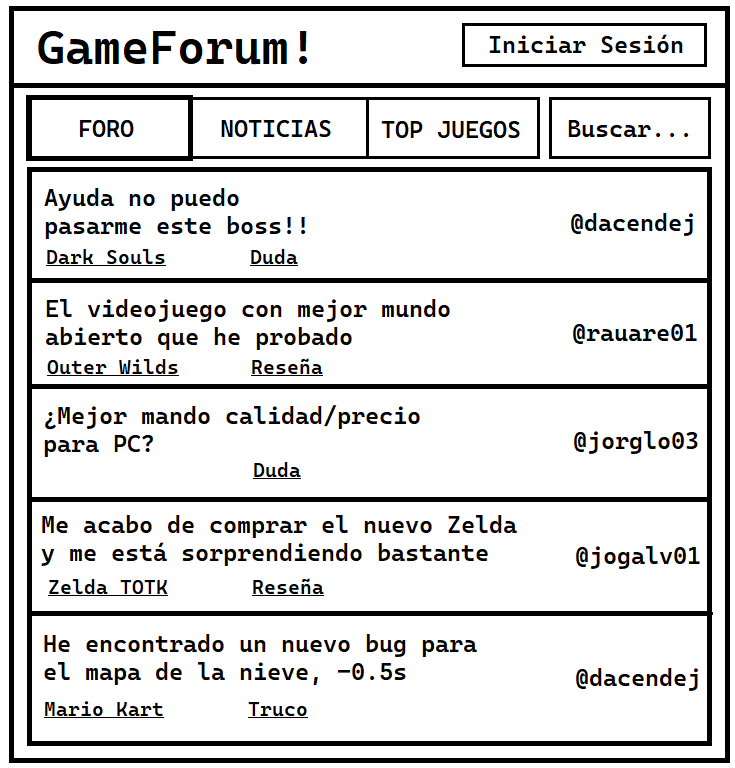 GameForum!
Iniciar Sesión
FORO
NOTICIAS
TOP JUEGOS
Buscar...
Ayuda no puedo
pasarme este boss!!
@dacendej
Dark Souls
Duda
El videojuego con mejor mundo
abierto que he probado
@rauare01
Outer Wilds
Reseña
¿Mejor mando calidad/precio
para PC?
@jorglo03
Duda
Me acabo de comprar el nuevo Zelda
y me está sorprendiendo bastante
@jogalv01
Zelda TOTK
Reseña
He encontrado un nuevo bug para
el mapa de la nieve, -0.5s
@dacendej
Mario Kart
Truco